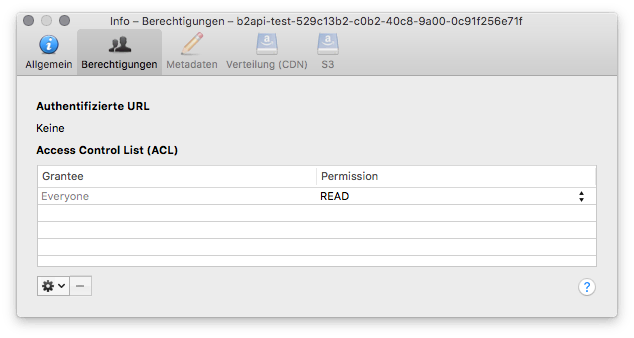 Info – Berechtigungen – b2api-test-529c13b2-c0b2-40c8-9a00-0c91f256e71f
Allgemein Berechtigungen Metadaten Verteilung (CDN) S3
Authentifizierte URL
Keine
Access Control List (ACL)
Grantee Permission
Everyone READ
?